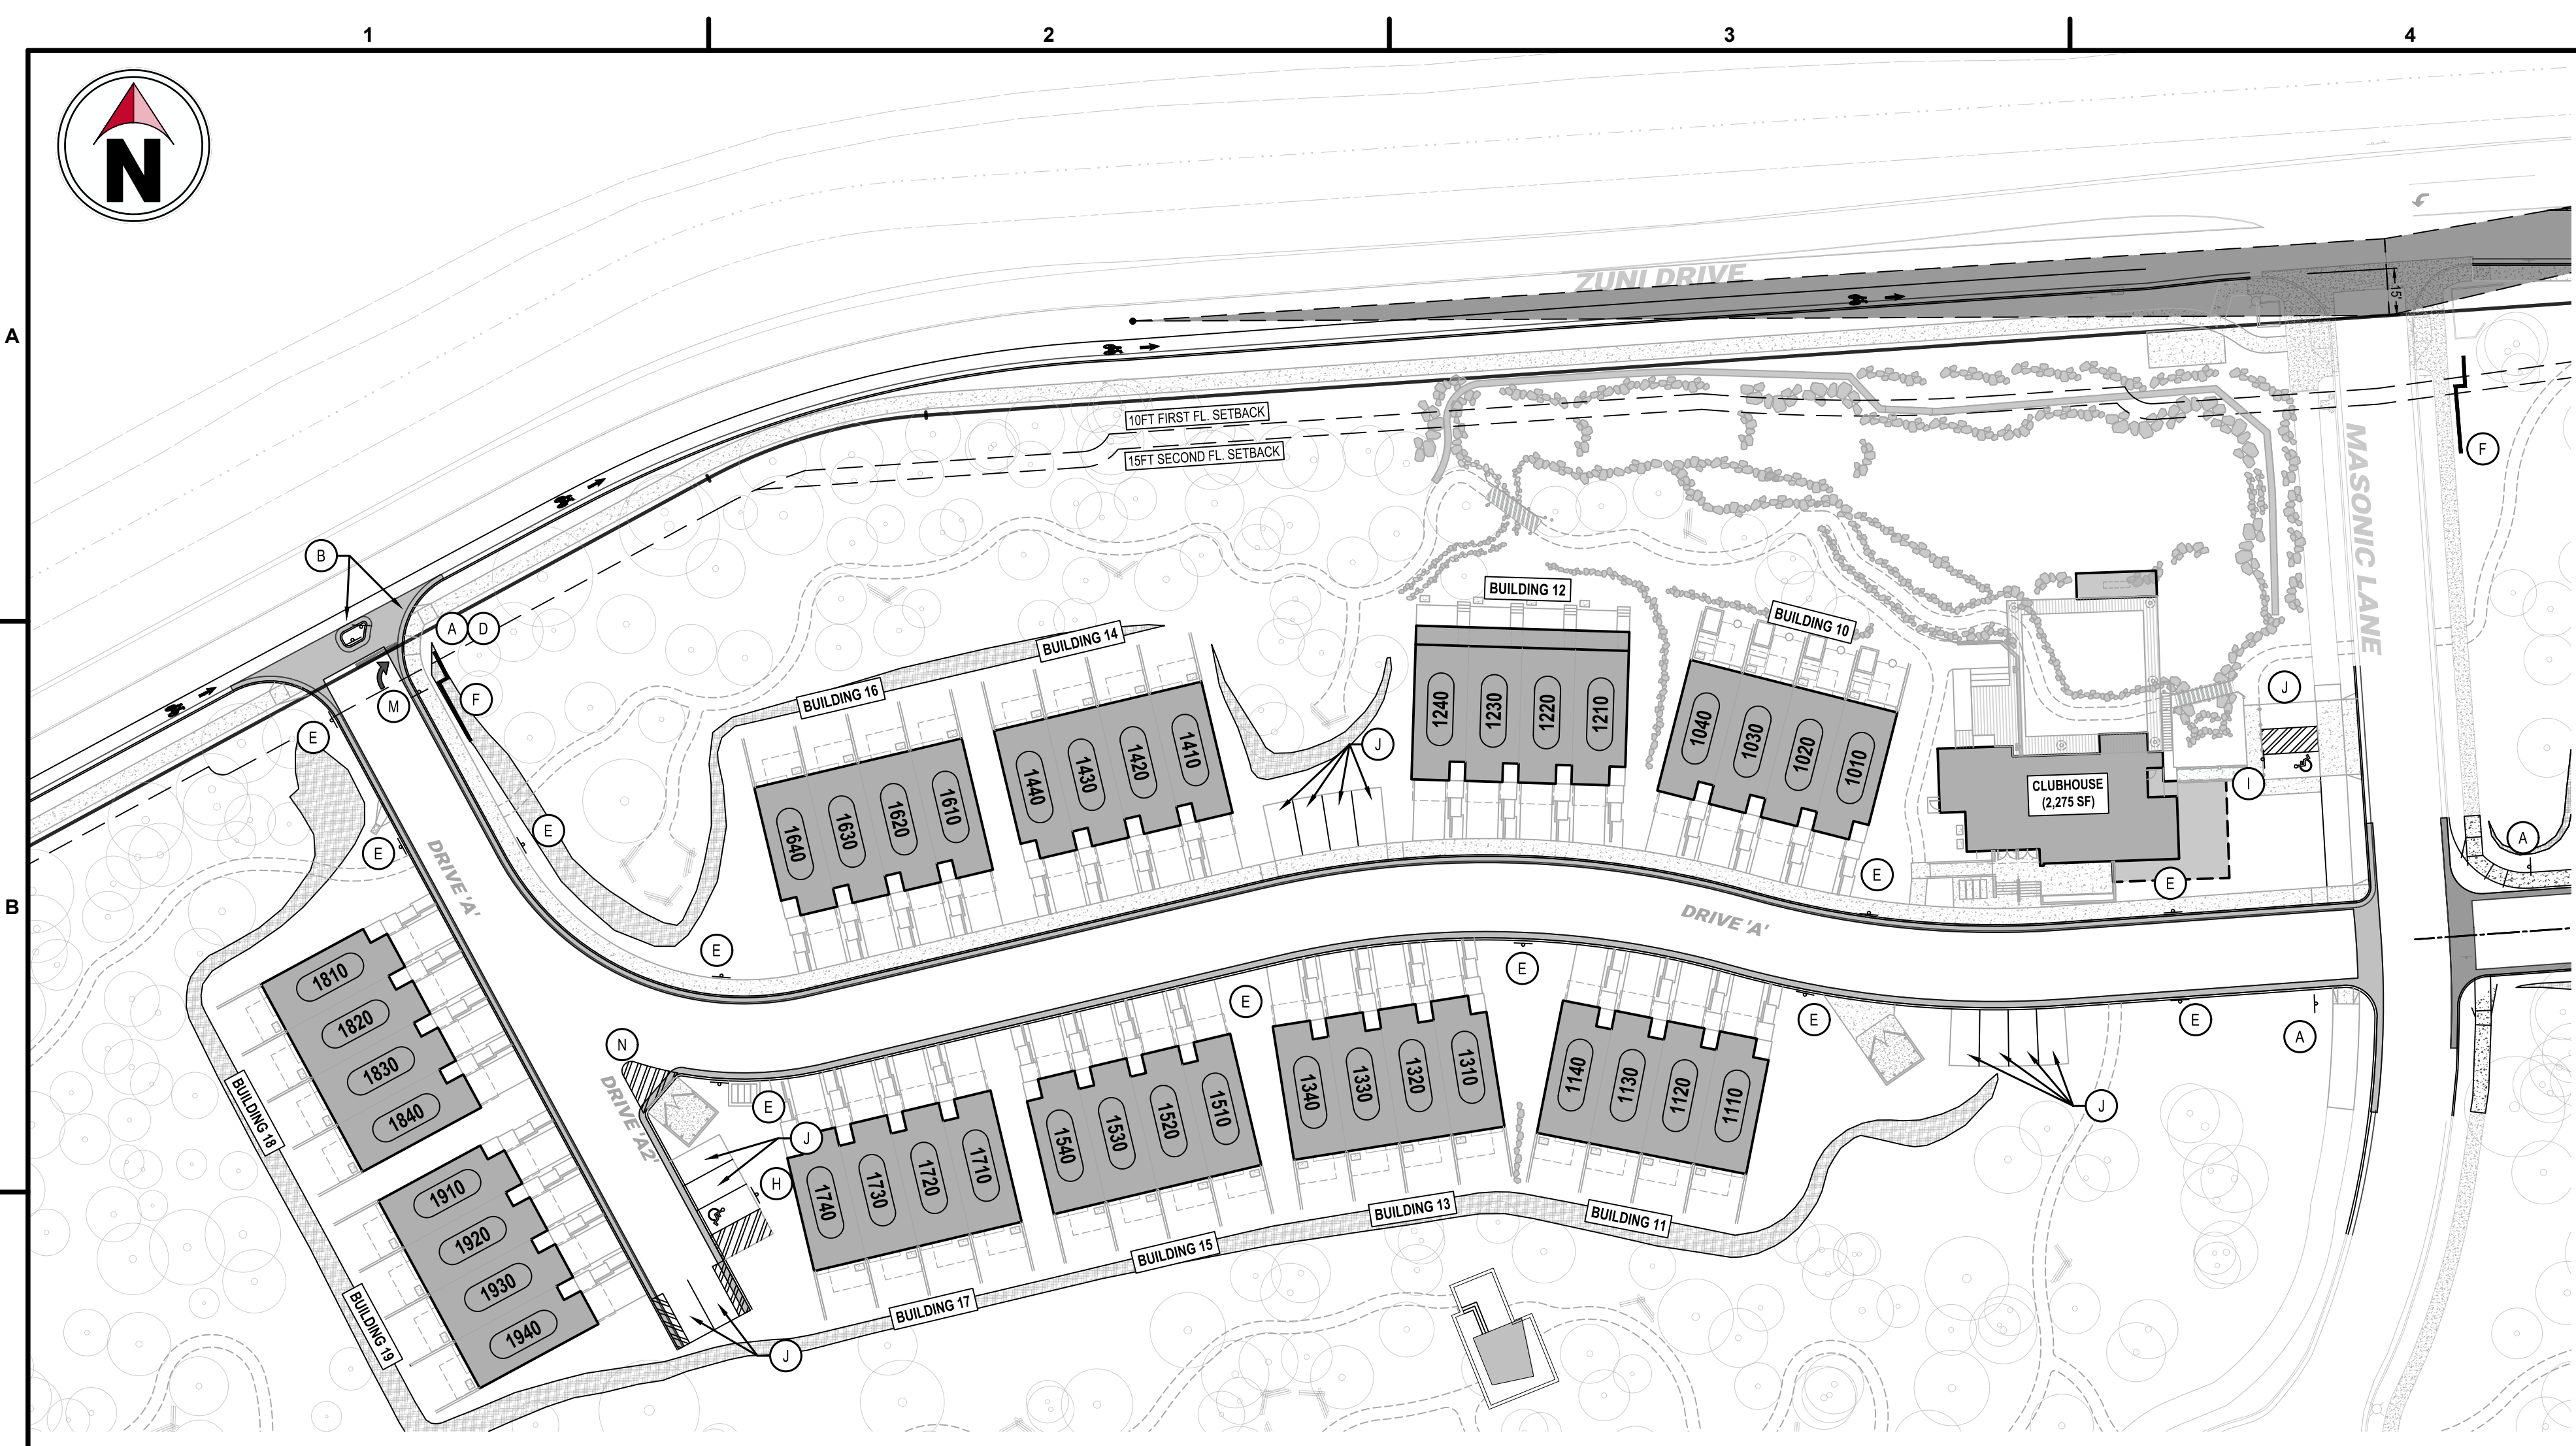 1
2
3
4
N
A
ZUNI DRIVE
15'
10FT FIRST FL. SETBACK
15FT SECOND FL. SETBACK
MASONIC LANE
F
B
A
D
M
F
E
E
E
E
BUILDING 16
BUILDING 14
BUILDING 12
BUILDING 10
1640
1630
1620
1610
1440
1430
1420
1410
J
1240
1230
1220
1210
1040
1030
1020
1010
CLUBHOUSE
(2,275 SF)
J
I
E
E
A
B
DRIVE 'A'
DRIVE 'A'
1810
1820
1830
1840
BUILDING 18
1910
1920
1930
1940
BUILDING 19
N
DRIVE 'A2'
E
J
H
J
1740
1730
1720
1710
BUILDING 17
1540
1530
1520
1510
BUILDING 15
E
1340
1330
1320
1310
BUILDING 13
E
1140
1130
1120
1110
BUILDING 11
E
J
E
A